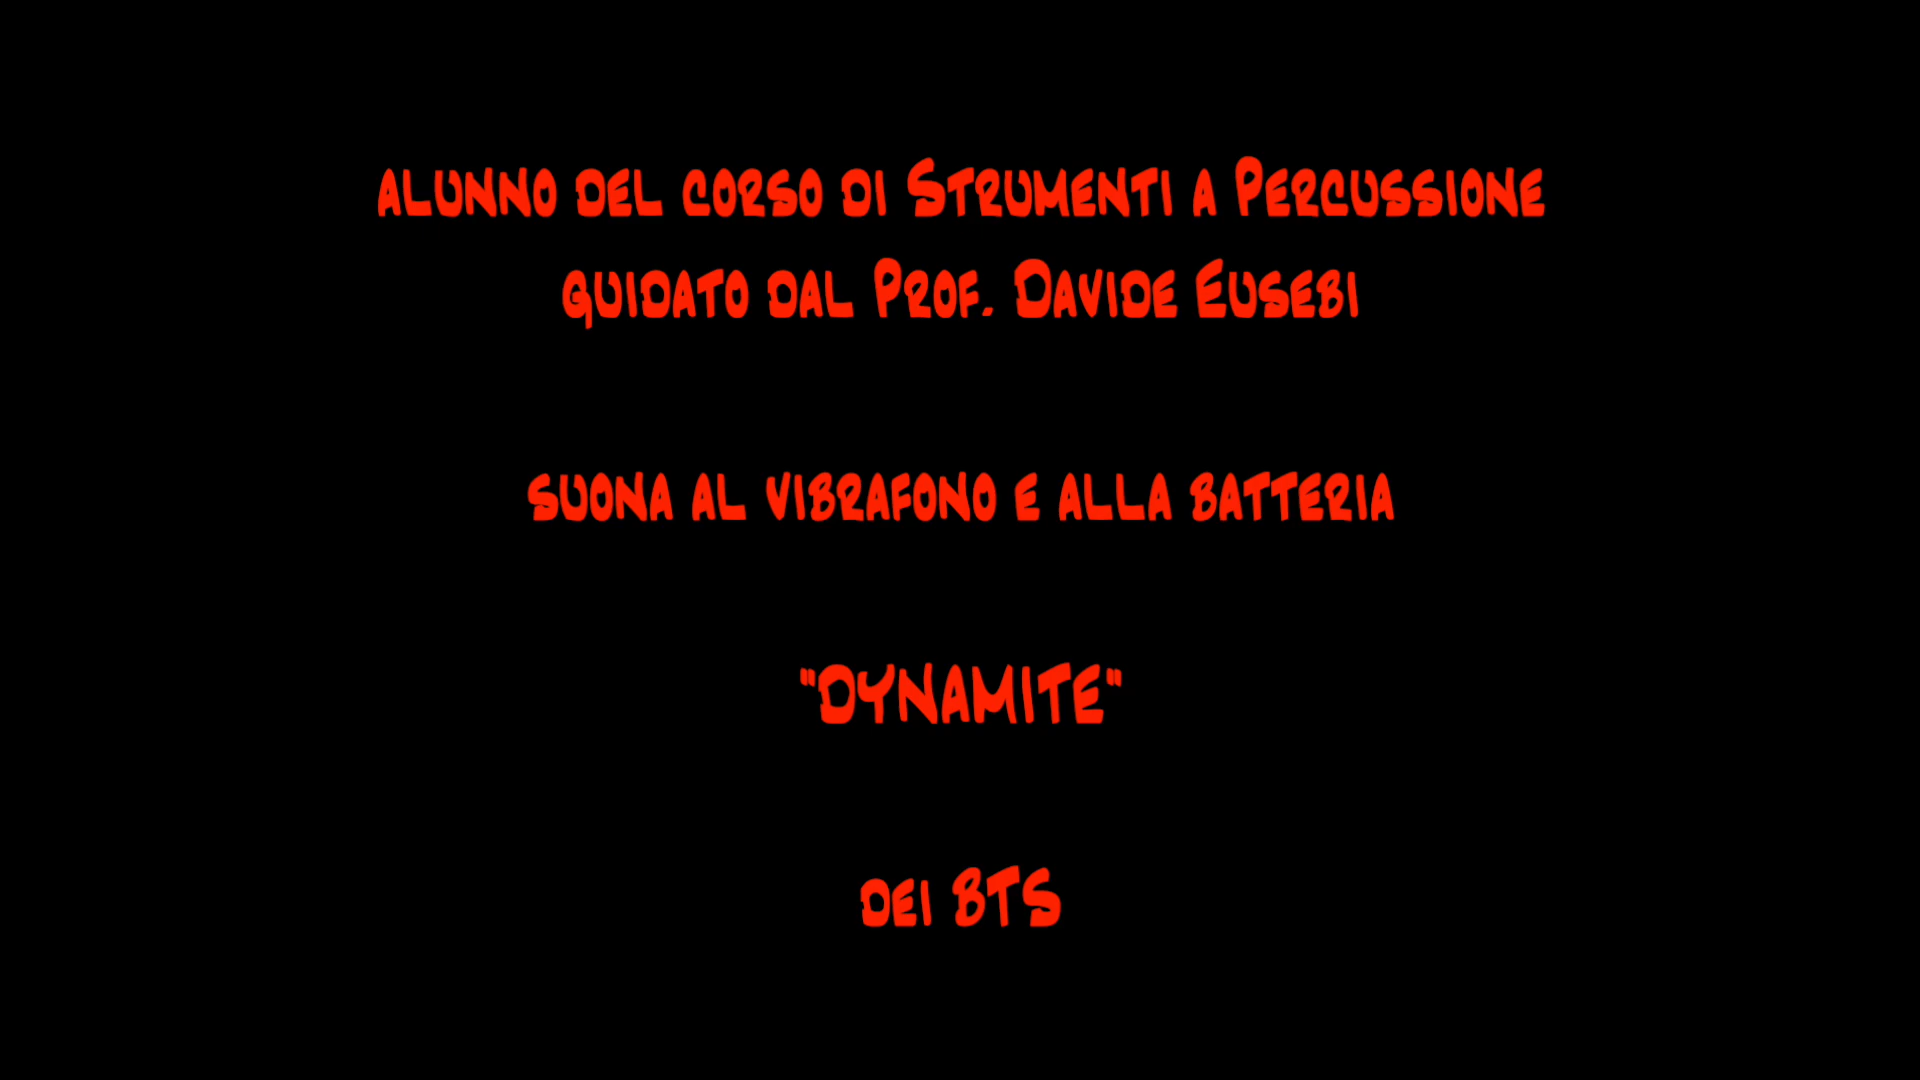 alunno del corso di Strumenti a Percussione
guidato dal Prof. Davide Eusebi
suona al vibrafono e alla batteria
"DYNAMITE"
dei BTS